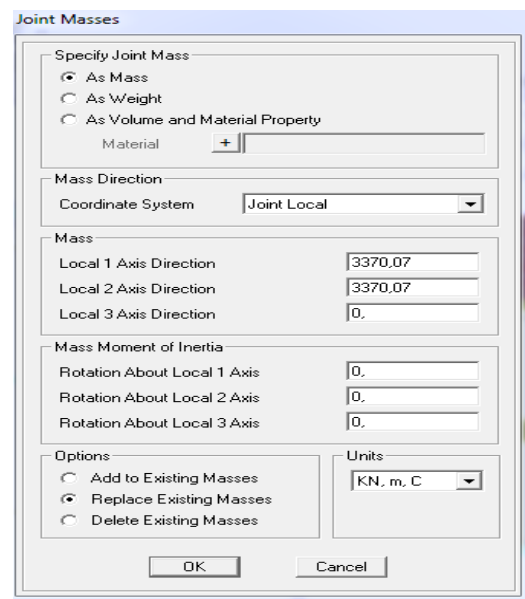 Joint Masses
Specify Joint Mass
As Mass
As Weight
As Volume and Material Property
Material +
Mass Direction
Coordinate System Joint Local
Mass
Local 1 Axis Direction 3370,07
Local 2 Axis Direction 3370,07
Local 3 Axis Direction 0,
Mass Moment of Inertia
Rotation About Local 1 Axis 0,
Rotation About Local 2 Axis 0,
Rotation About Local 3 Axis 0,
Options Units
Add to Existing Masses KN, m, C
Replace Existing Masses
Delete Existing Masses
OK Cancel